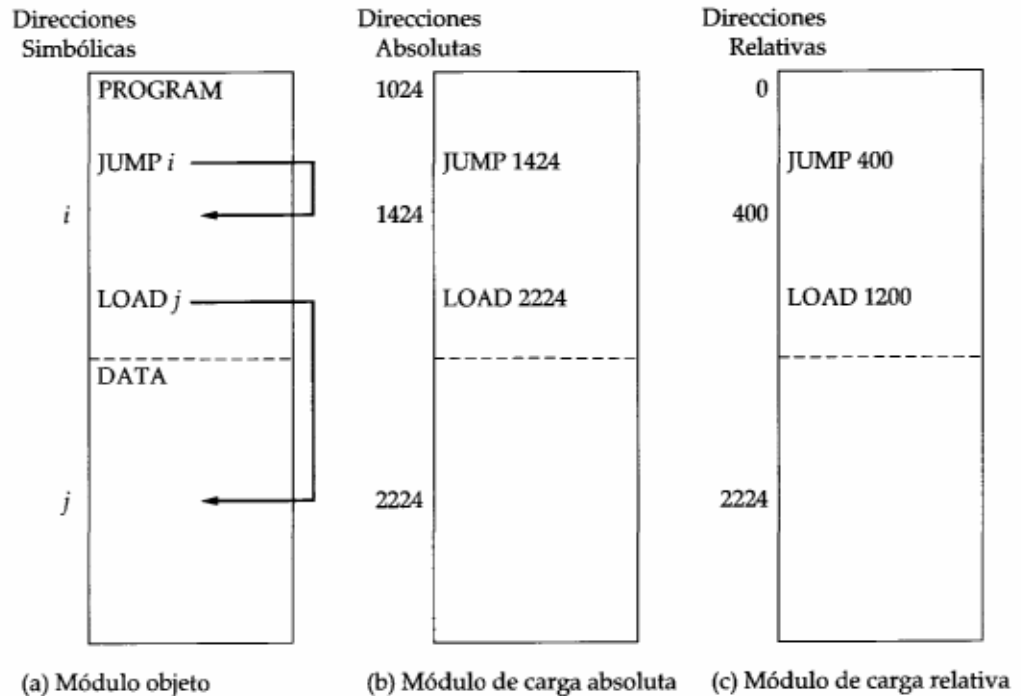 Direcciones
Simbólicas
PROGRAM
JUMP i
i
LOAD j
DATA
j
(a) Módulo objeto
Direcciones
Absolutas
1024
JUMP 1424
1424
LOAD 2224
2224
(b) Módulo de carga absoluta
Direcciones
Relativas
0
JUMP 400
400
LOAD 1200
2224
(c) Módulo de carga relativa